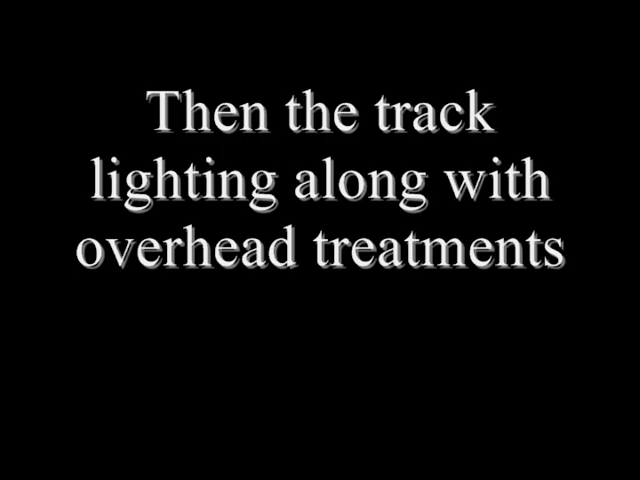 Then the track
lighting along with
overhead treatments